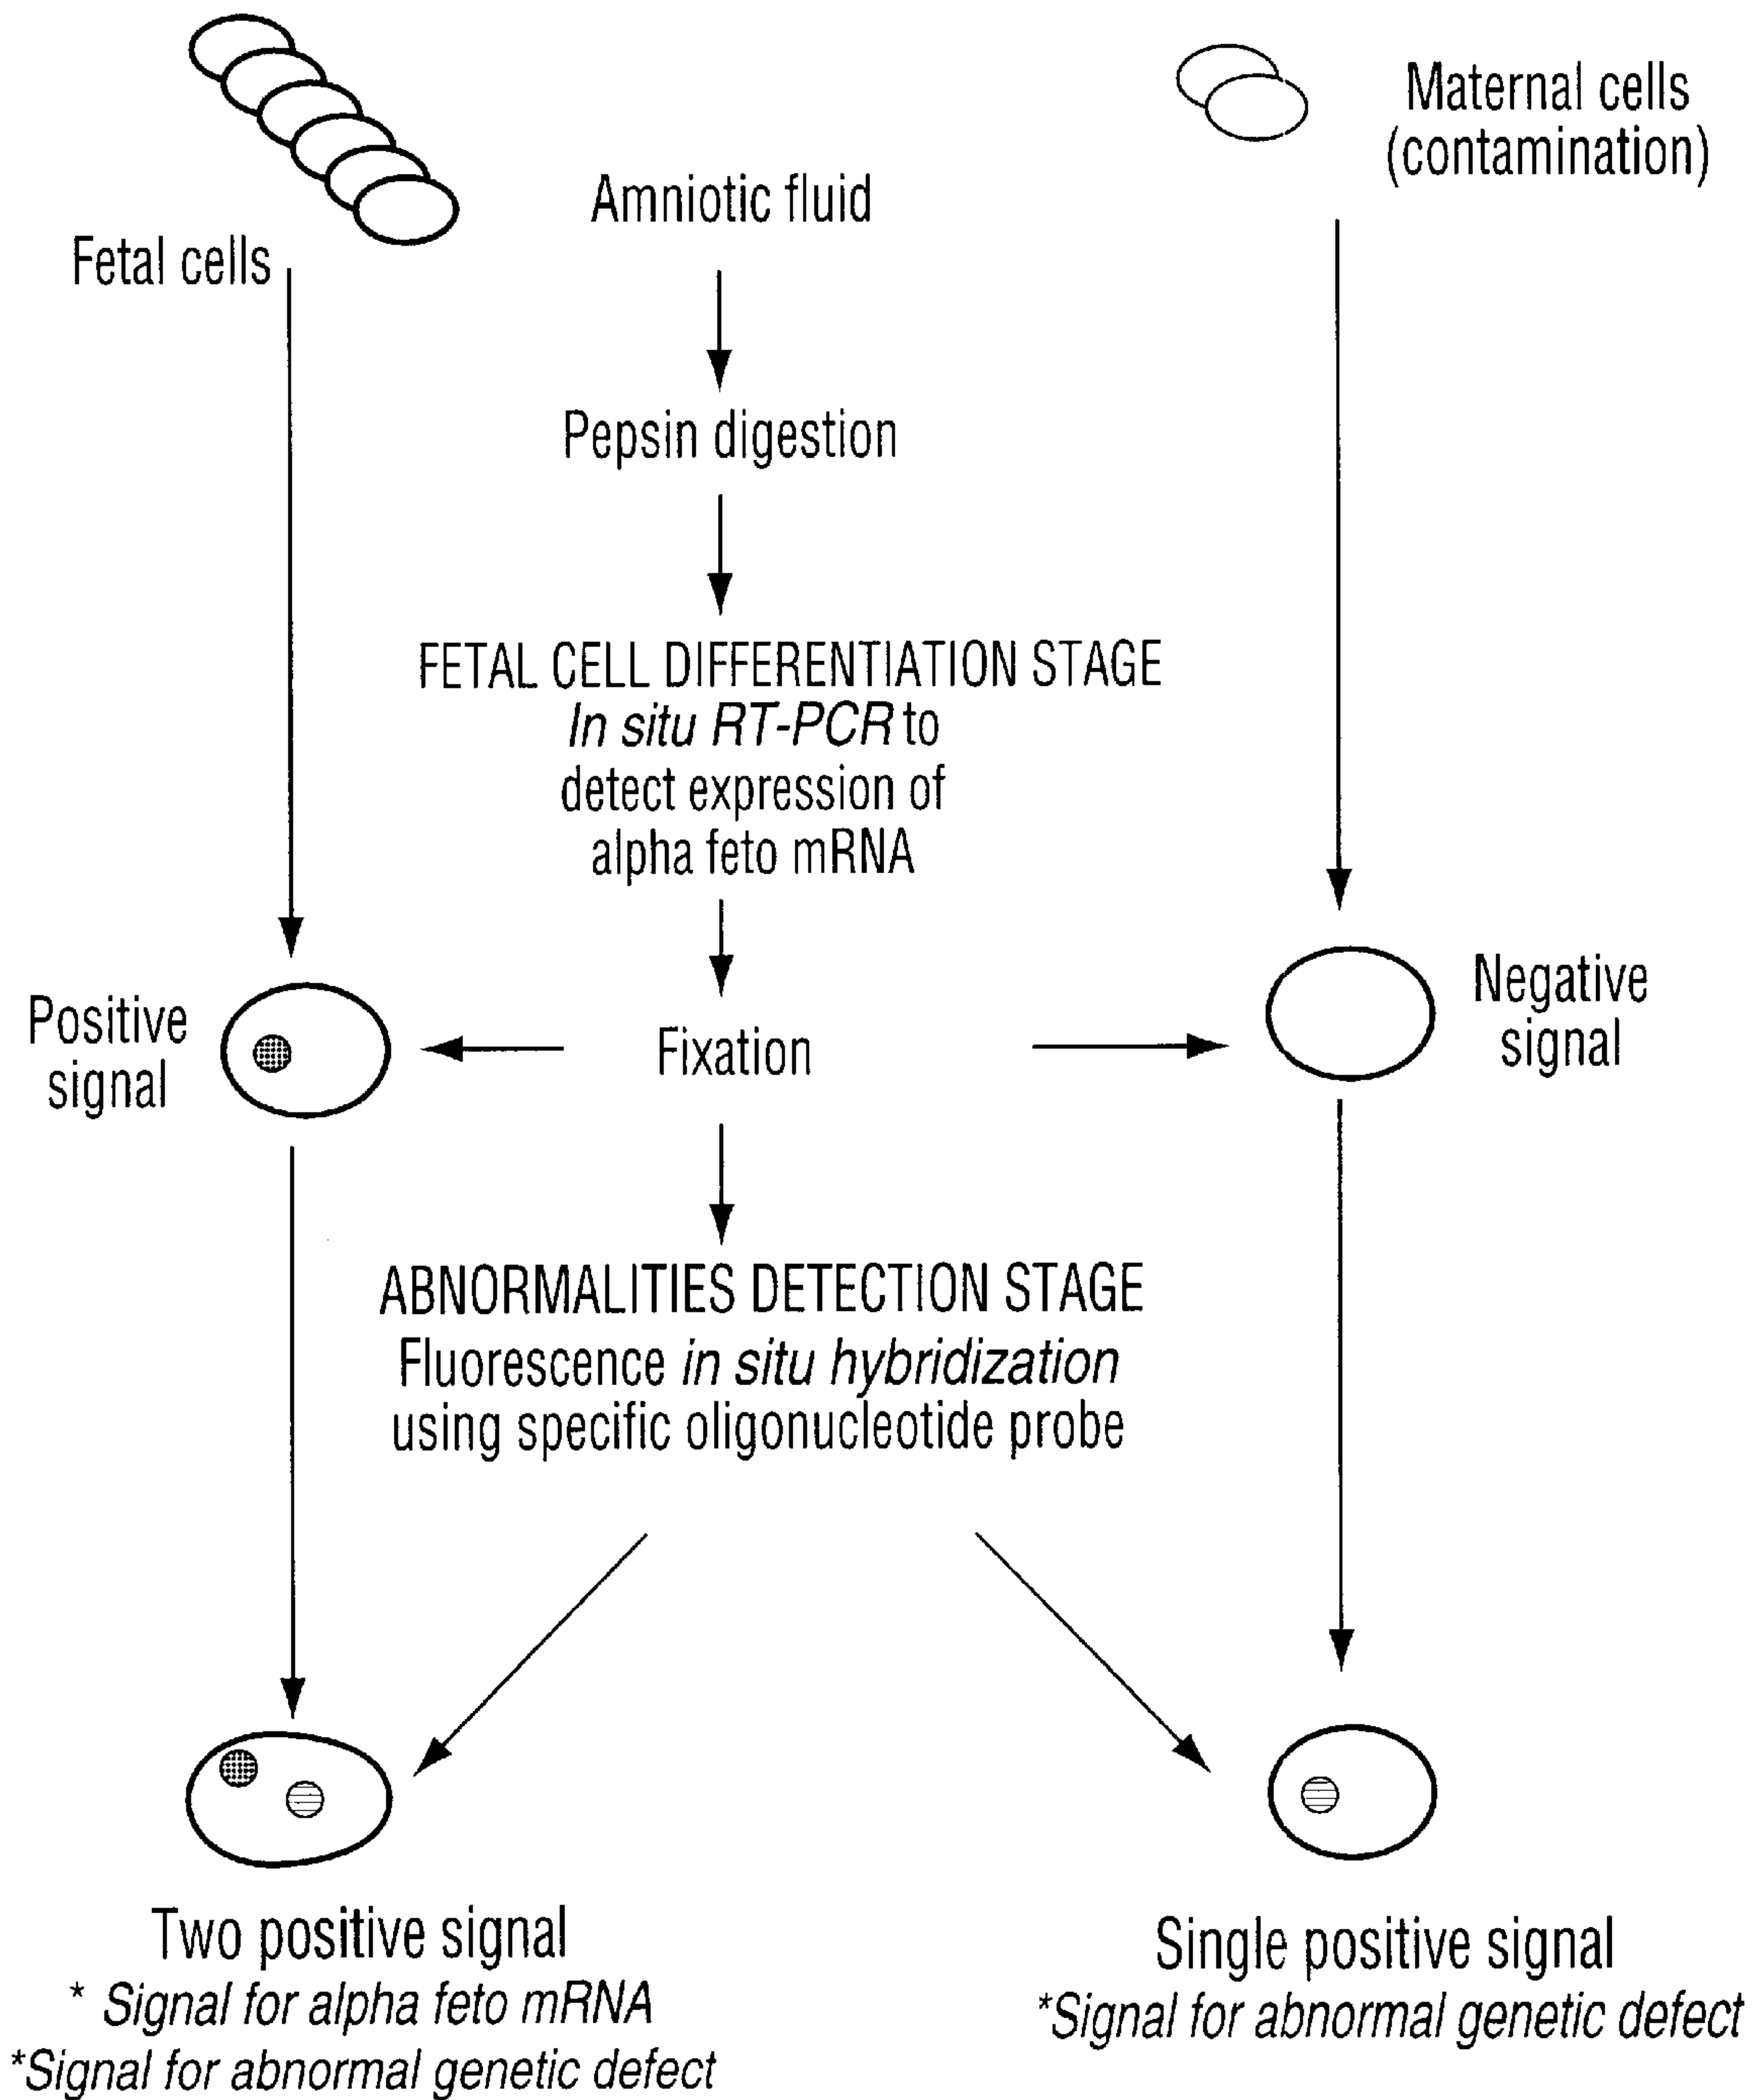 Maternal cells
(contamination)
Amniotic fluid
Fetal cells
Pepsin digestion
FETAL CELL DIFFERENTIATION STAGE
In situ RT-PCR to
detect expression of
alpha feto mRNA
Positive
signal
Fixation
Negative
signal
ABNORMALITIES DETECTION STAGE
Fluorescence in situ hybridization
using specific oligonucleotide probe
Two positive signal
* Signal for alpha feto mRNA
*Signal for abnormal genetic defect
Single positive signal
*Signal for abnormal genetic defect